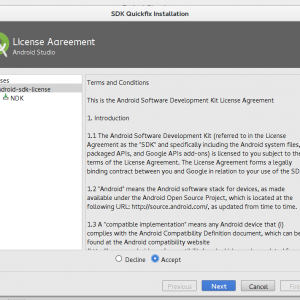 SDK Quickfix Installation
License Agreement
Android Studio
ses
ndroid-sdk-license
NDK
Terms and Conditions
This is the Android Software Development Kit License Agreement
1. Introduction
1.1 The Android Software Development Kit (referred to in the License
Agreement as the "SDK" and specifically including the Android system files,
packaged APIs, and Google APIs add-ons) is licensed to you subject to the
terms of the License Agreement. The License Agreement forms a legally
binding contract between you and Google in relation to your use of the SD
1.2 "Android" means the Android software stack for devices, as made
available under the Android Open Source Project, which is located at the
following URL: http://source.android.com/, as updated from time to time.
1.3 A "compatible implementation" means any Android device that (i)
complies with the Android Compatibility Definition document, which can be
found at the Android compatibility website
Decline
Accept
Previous
Next
Cancel
Fin